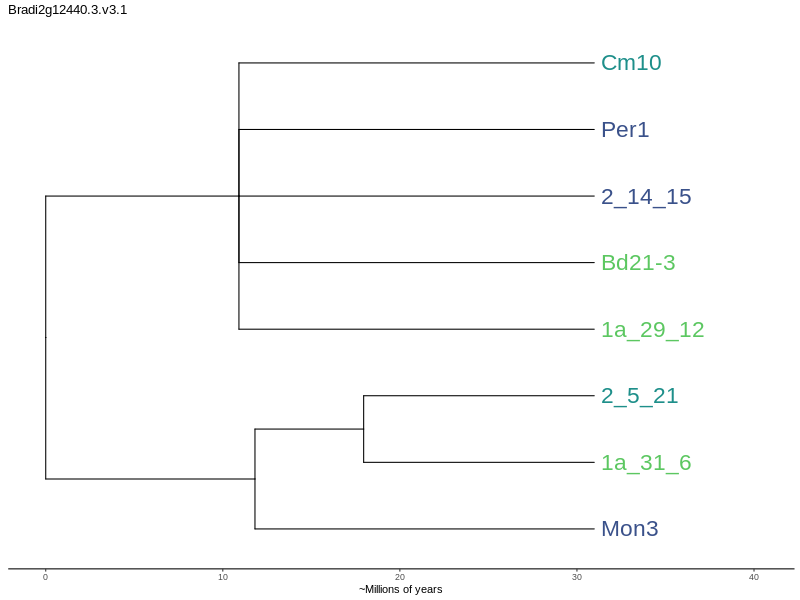 Bradi2g12440.3.v3.1
Cm10
Per1
2_14_15
Bd21-3
1a_29_12
2_5_21
1a_31_6
Mon3
0 10 20 30 40
~Millions of years